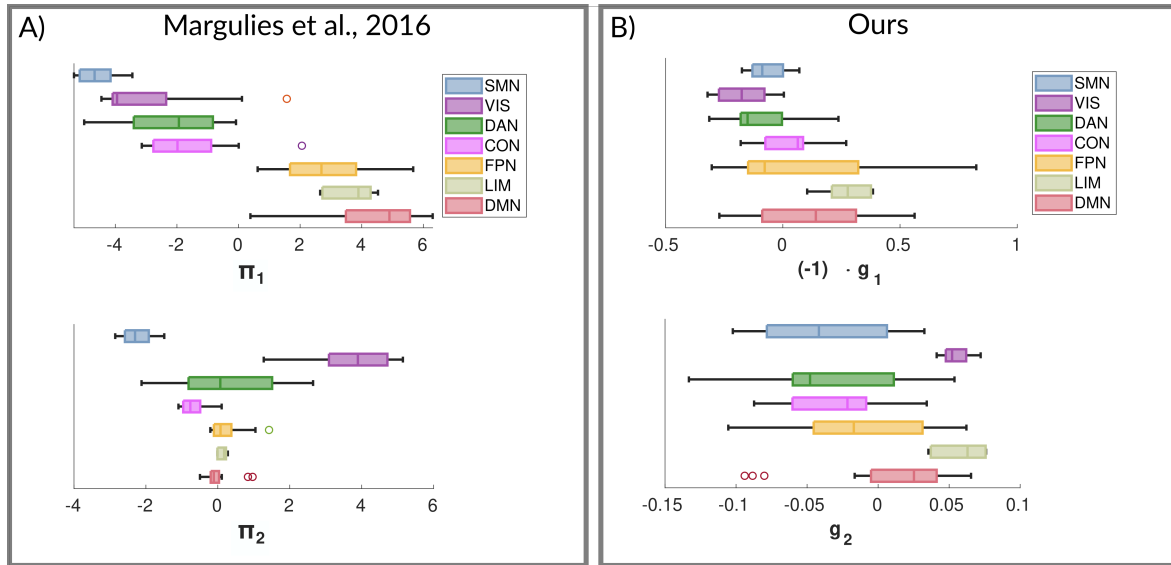 A) Margulies et al., 2016
SMN
VIS
DAN
CON
FPN
LIM
DMN
-4 -2 0 2 4 6
π1
-4 -2 0 2 4 6
π2
B) Ours
SMN
VIS
DAN
CON
FPN
LIM
DMN
-0.5 0 0.5 1
(-1) · g1
-0.15 -0.1 -0.05 0 0.05 0.1
g2